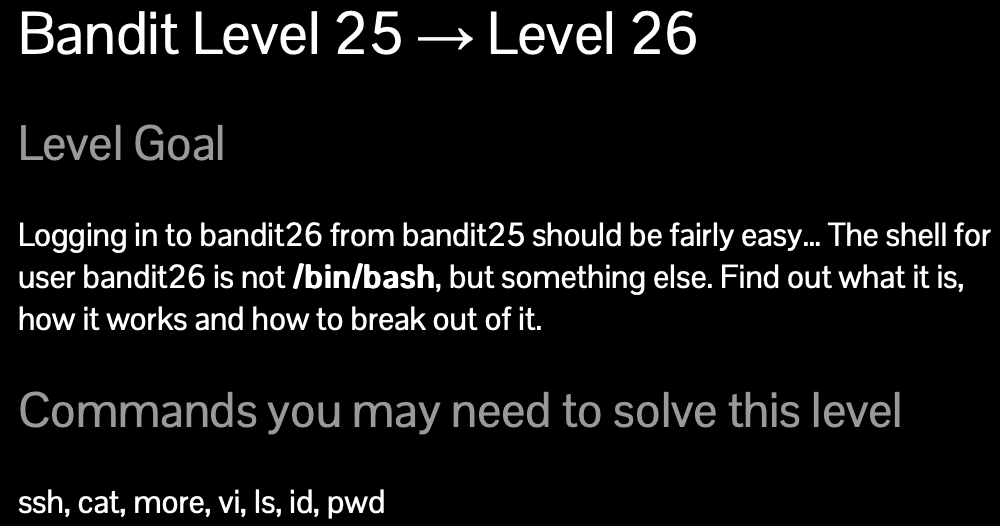 Bandit Level 25 → Level 26
Level Goal
Logging in to bandit26 from bandit25 should be fairly easy... The shell for
user bandit26 is not /bin/bash, but something else. Find out what it is,
how it works and how to break out of it.
Commands you may need to solve this level
ssh, cat, more, vi, ls, id, pwd